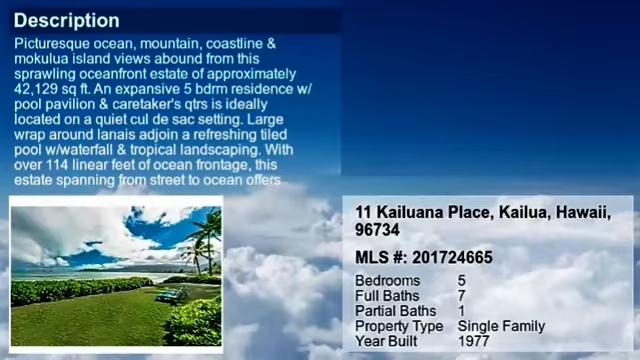 Description
Picturesque ocean, mountain, coastline &
mokulua island views abound from this
sprawling oceanfront estate of approximately
42,129 sq ft. An expansive 5 bdrm residence w/
pool pavilion & caretaker's qtrs is ideally
located on a quiet cul de sac setting. Large
wrap around lanais adjoin a refreshing tiled
pool w/waterfall & tropical landscaping. With
over 114 linear feet of ocean frontage, this
estate spanning from street to ocean offers
11 Kailuana Place, Kailua, Hawaii,
96734
MLS #: 201724665
Bedrooms 5
Full Baths 7
Partial Baths 1
Property Type Single Family
Year Built 1977